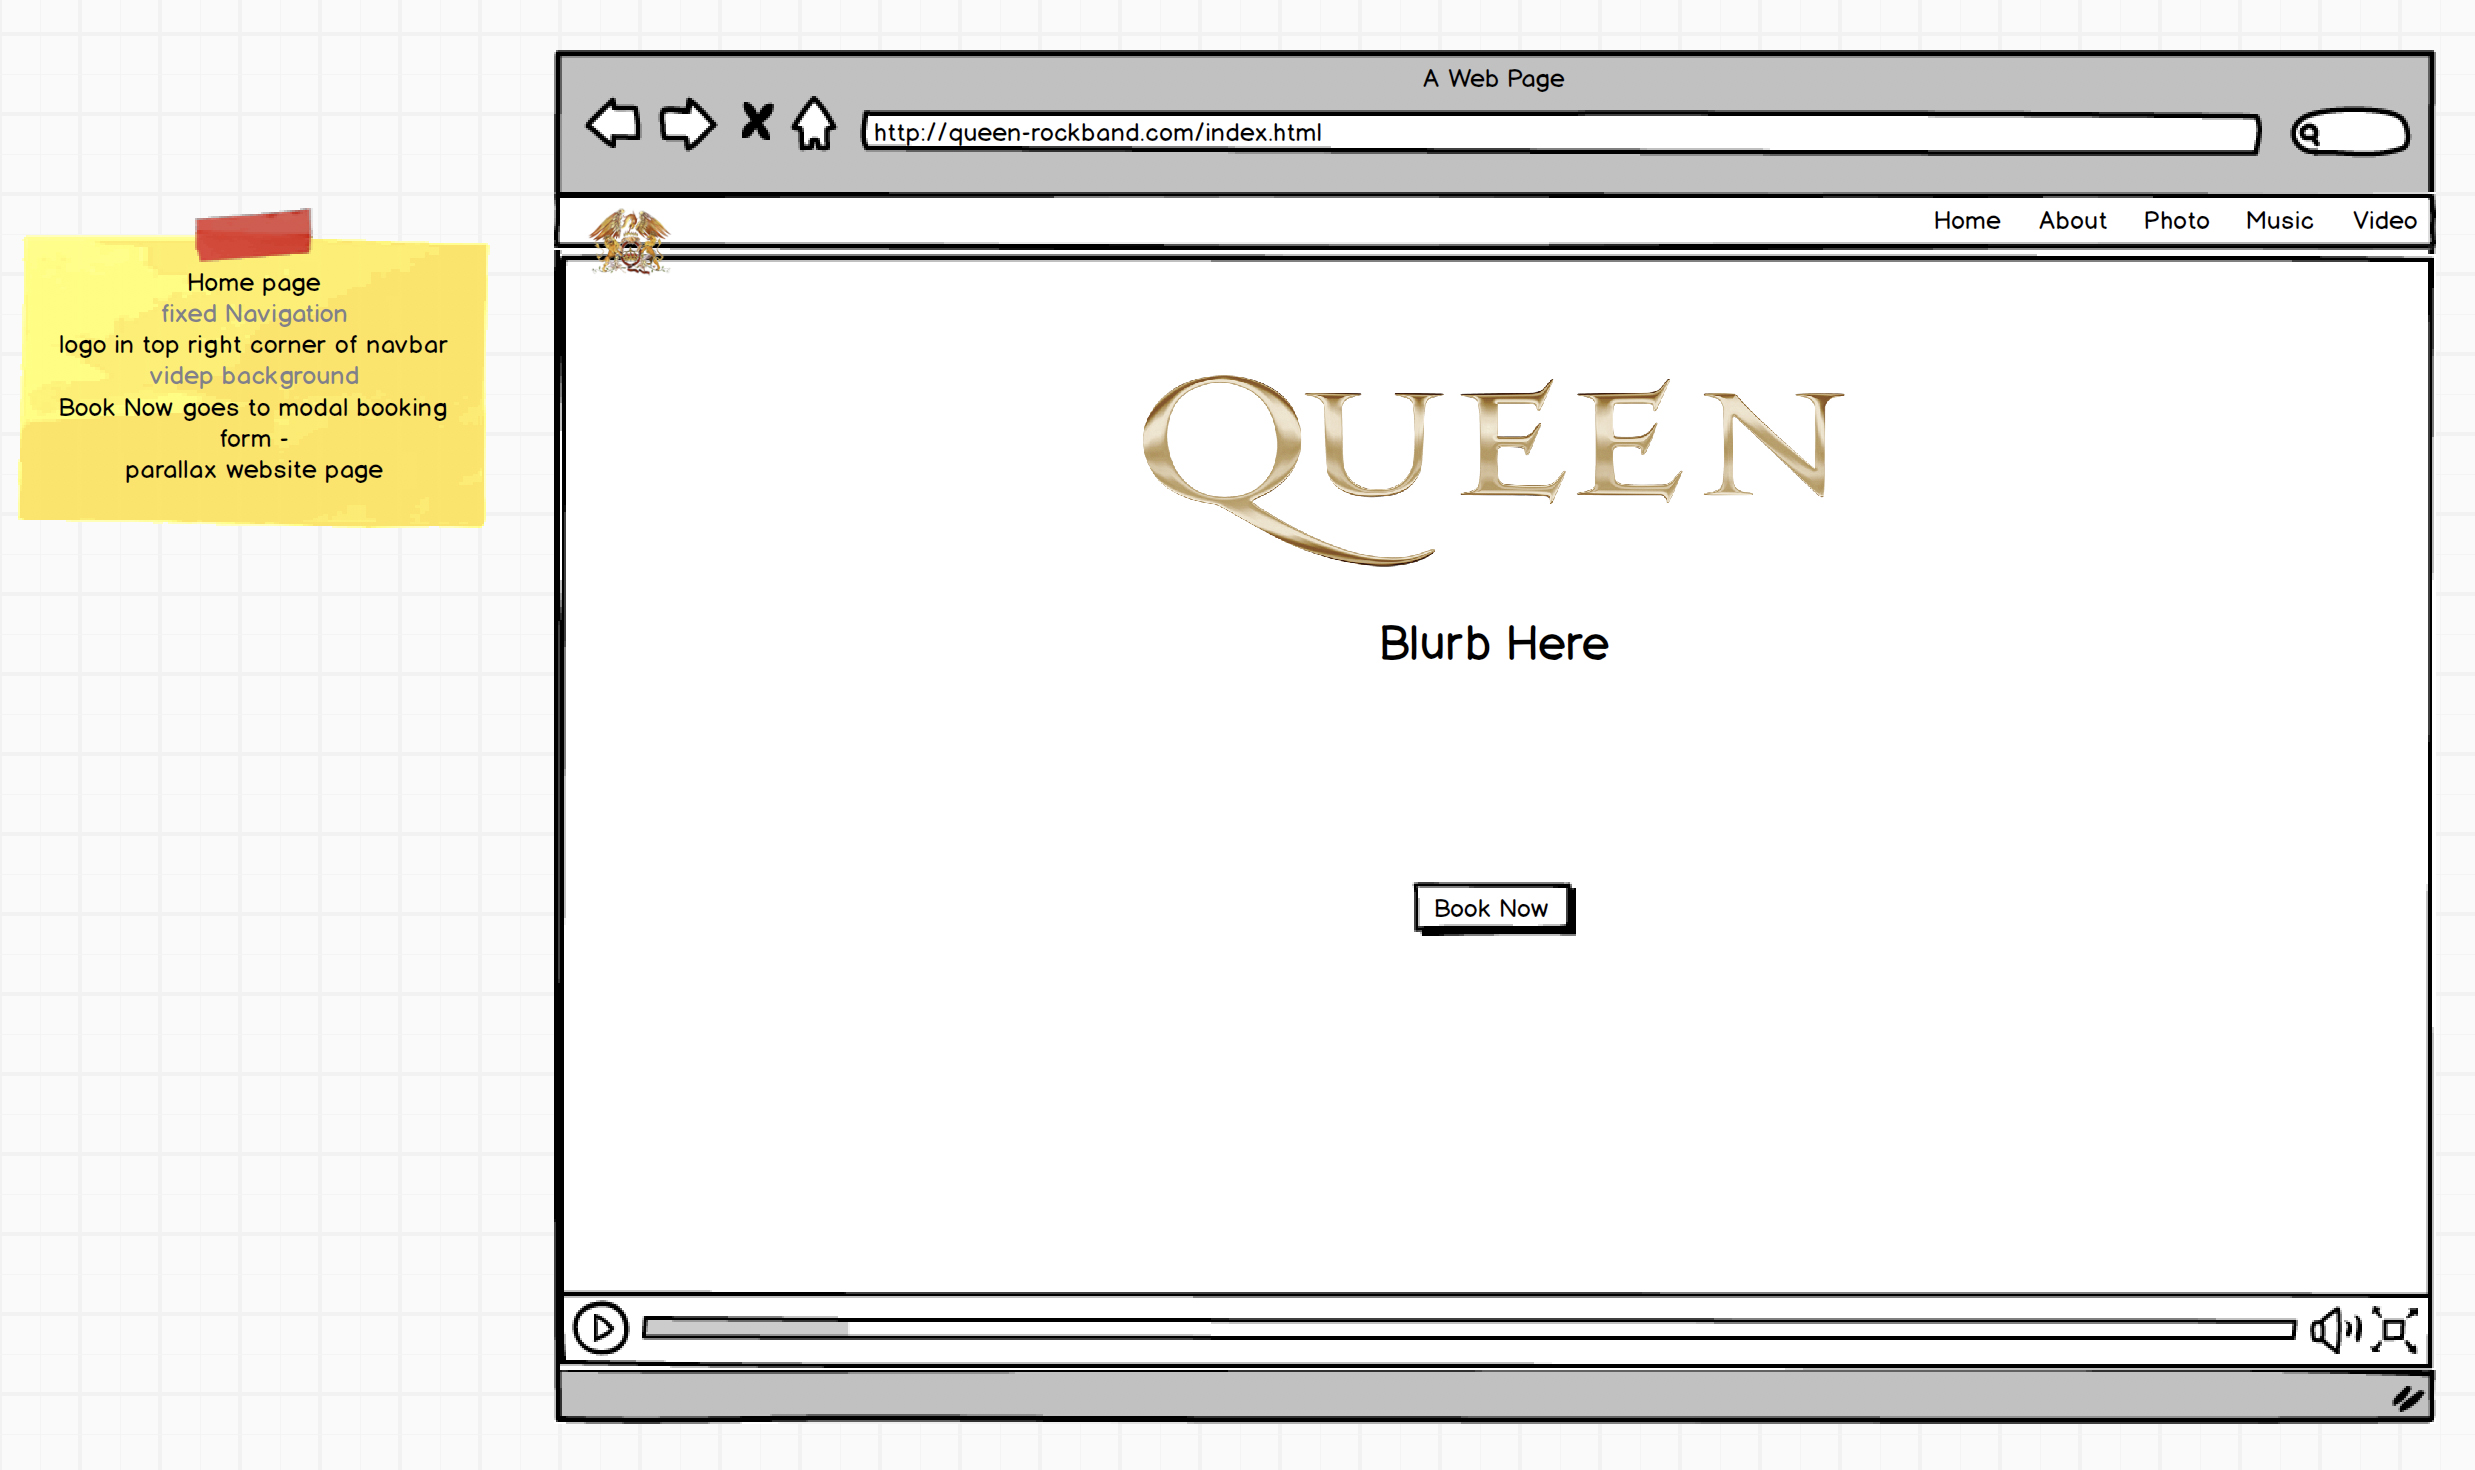 A Web Page
http://queen-rockband.com/index.html
Home About Photo Music Video
Home page
fixed Navigation
logo in top right corner of navbar
videp background
Book Now goes to modal booking
form -
parallax website page
QUEEN
Blurb Here
Book Now